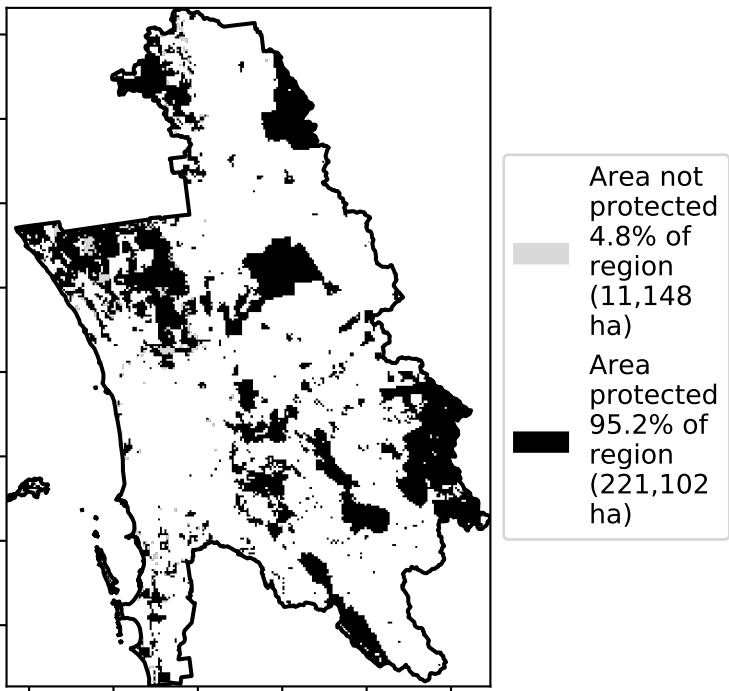 Area not
protected
4.8% of
region
(11,148
ha)
Area
protected
95.2% of
region
(221,102
ha)